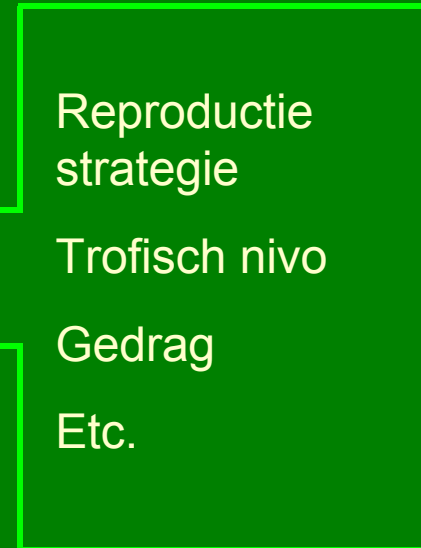 Reproductie
strategie
Trofisch nivo
Gedrag
Etc.